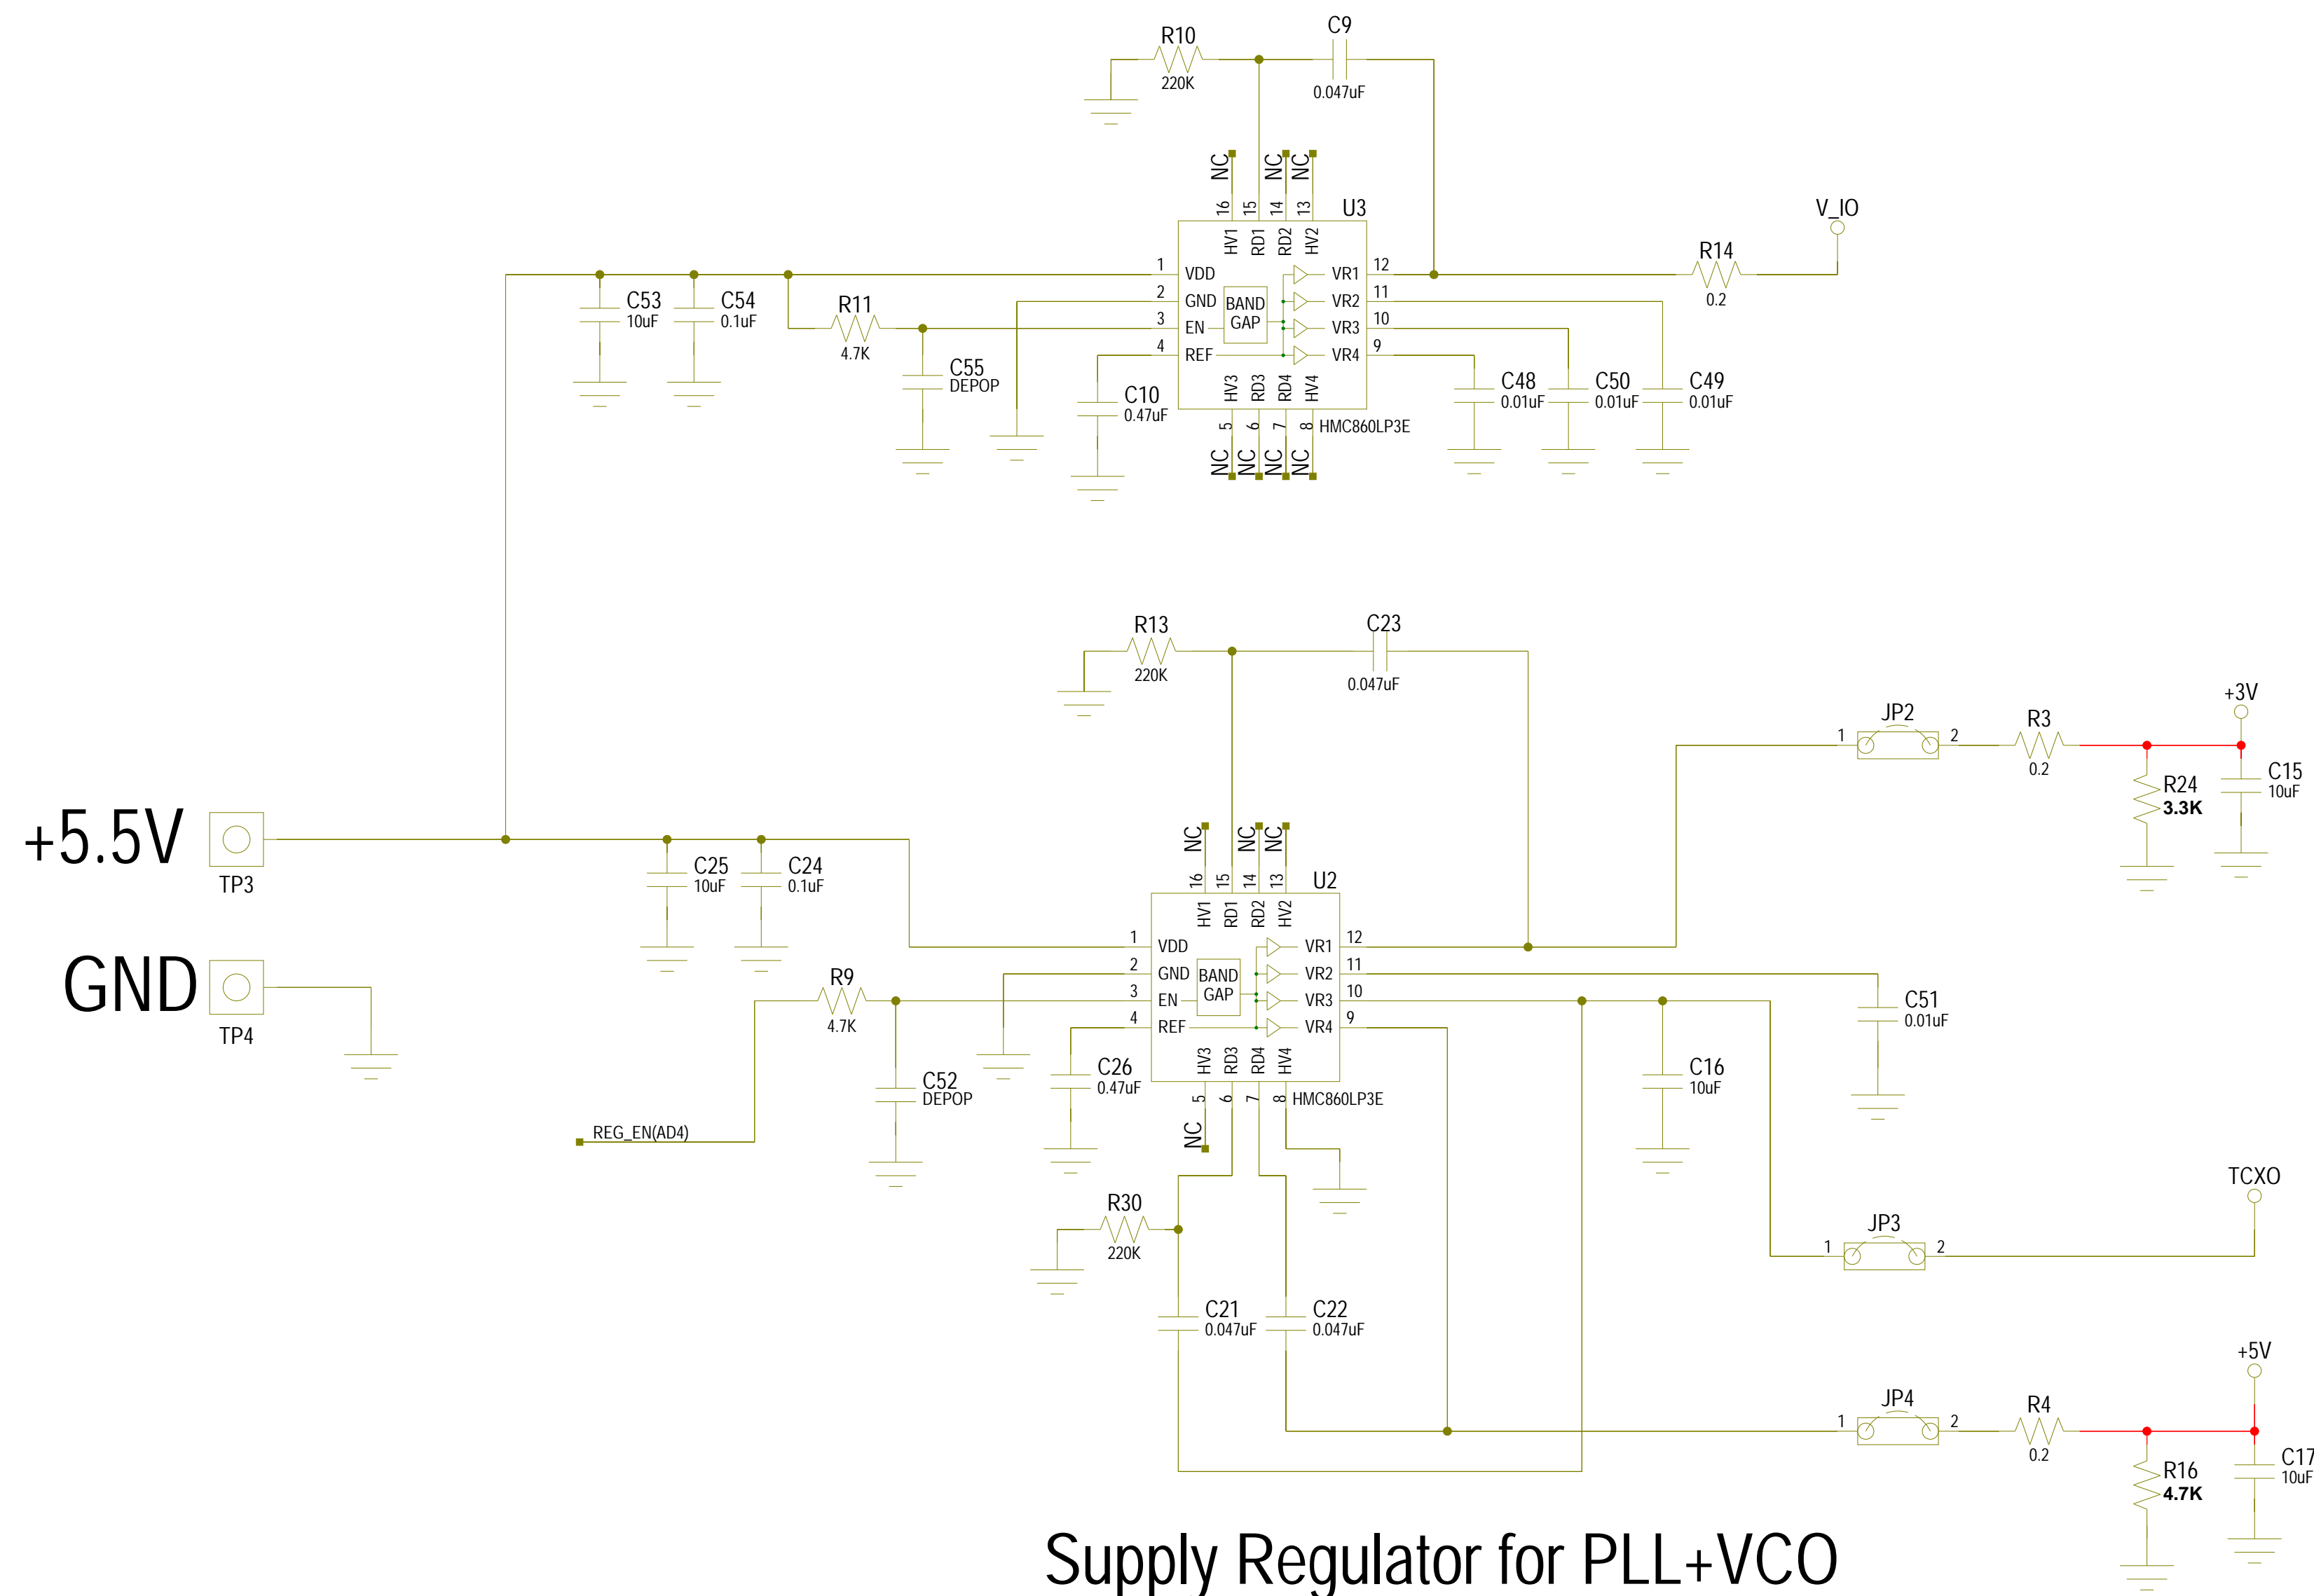 R10
220K
C9
0.047uF
NC
NC
NC
16
15
14
13
U3
HV1
RD1
RD2
HV2
V_IO
R14
0.2
1
VDD
VR1
12
2
GND
BAND
GAP
VR2
11
3
EN
VR3
10
4
REF
VR4
9
C53
10uF
C54
0.1uF
R11
4.7K
C55
DEPOP
C10
0.47uF
HV3
RD3
RD4
HV4
5
6
7
8
HMC860LP3E
NC
NC
NC
NC
C48
0.01uF
C50
0.01uF
C49
0.01uF
R13
220K
C23
0.047uF
+3V
JP2
1
2
R3
0.2
R24
3.3K
C15
10uF
+5.5V
TP3
C25
10uF
C24
0.1uF
NC
NC
NC
16
15
14
13
U2
HV1
RD1
RD2
HV2
1
VDD
VR1
12
2
GND
BAND
GAP
VR2
11
3
EN
VR3
10
4
REF
VR4
9
GND
TP4
R9
4.7K
C52
DEPOP
C26
0.47uF
HV3
RD3
RD4
HV4
5
6
7
8
HMC860LP3E
NC
C16
10uF
C51
0.01uF
REG_EN(AD4)
R30
220K
TCXO
JP3
1
2
C21
0.047uF
C22
0.047uF
+5V
JP4
1
2
R4
0.2
R16
4.7K
C17
10uF
Supply Regulator for PLL+VCO